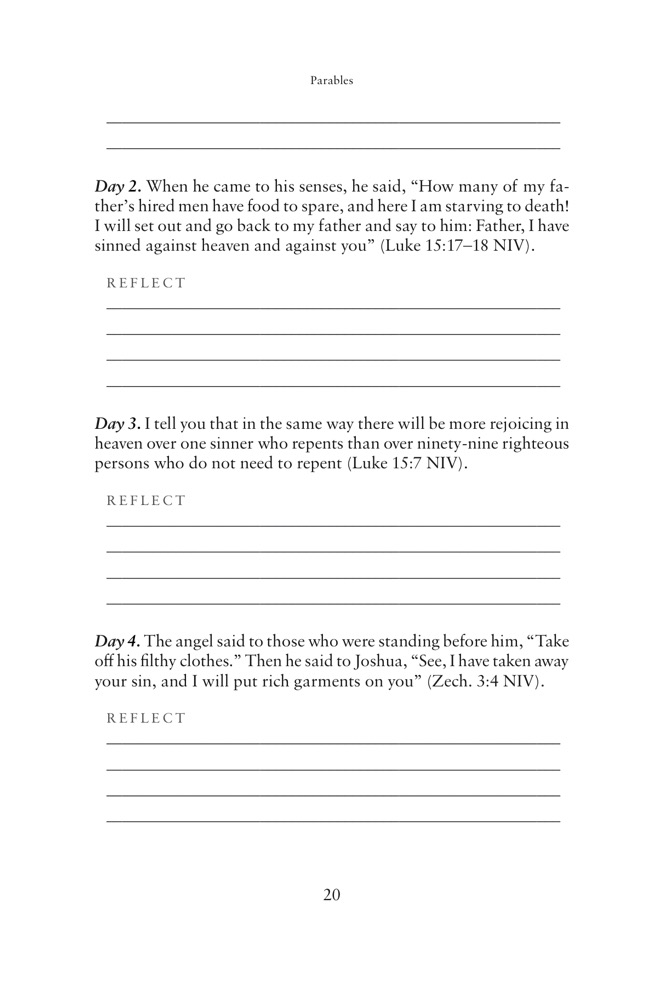 Parables
Day 2. When he came to his senses, he said, “How many of my fa-
ther’s hired men have food to spare, and here I am starving to death!
I will set out and go back to my father and say to him: Father, I have
sinned against heaven and against you” (Luke 15:17–18 NIV).
REFLECT
Day 3. I tell you that in the same way there will be more rejoicing in
heaven over one sinner who repents than over ninety-nine righteous
persons who do not need to repent (Luke 15:7 NIV).
REFLECT
Day 4. The angel said to those who were standing before him, “Take
off his filthy clothes.” Then he said to Joshua, “See, I have taken away
your sin, and I will put rich garments on you” (Zech. 3:4 NIV).
REFLECT
20